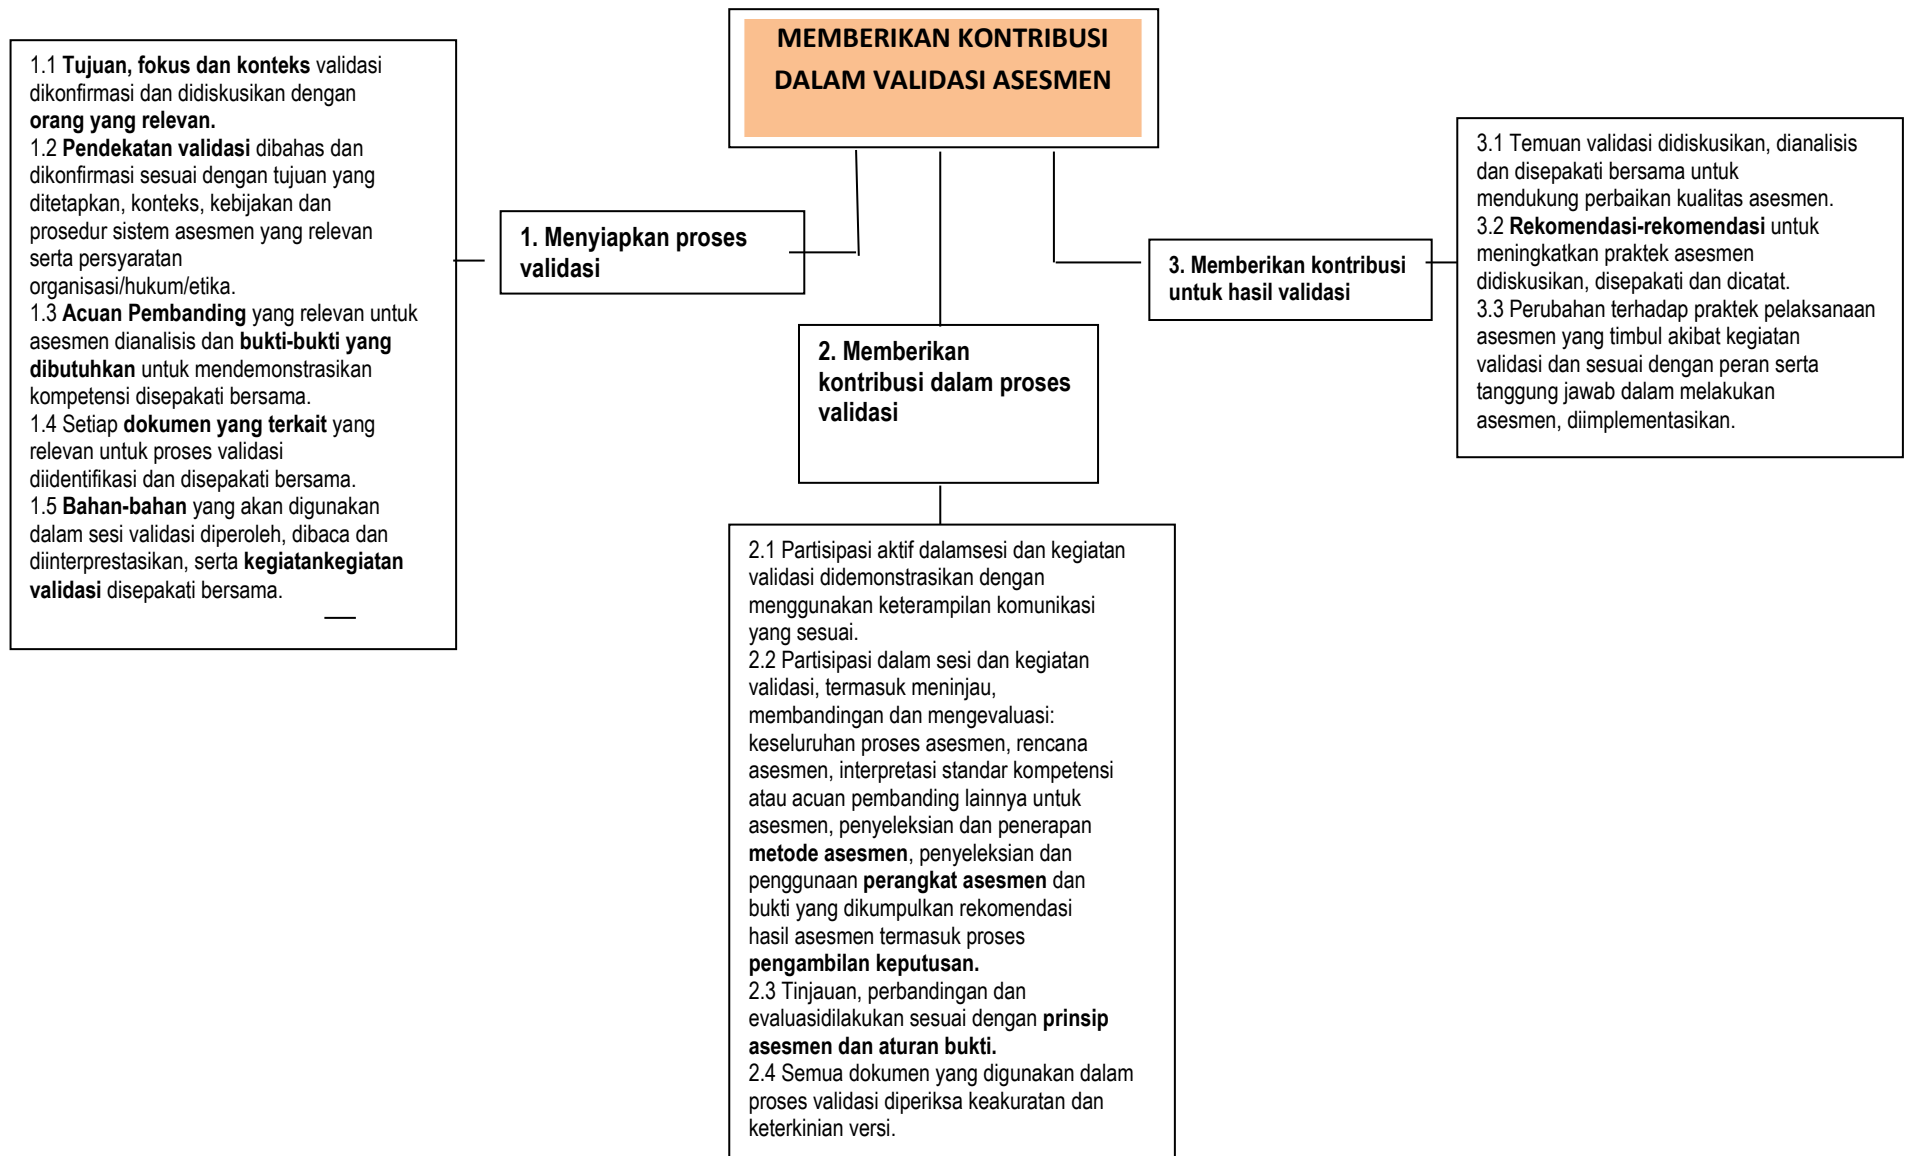 MEMBERIKAN KONTRIBUSI
DALAM VALIDASI ASESMEN
1. Menyiapkan proses
validasi
1.1 Tujuan, fokus dan konteks validasi
dikonfirmasi dan didiskusikan dengan
orang yang relevan.
1.2 Pendekatan validasi dibahas dan
dikonfirmasi sesuai dengan tujuan yang
ditetapkan, konteks, kebijakan dan
prosedur sistem asesmen yang relevan
serta persyaratan
organisasi/hukum/etika.
1.3 Acuan Pembanding yang relevan untuk
asesmen dianalisis dan bukti-bukti yang
dibutuhkan untuk mendemonstrasikan
kompetensi disepakati bersama.
1.4 Setiap dokumen yang terkait yang
relevan untuk proses validasi
diidentifikasi dan disepakati bersama.
1.5 Bahan-bahan yang akan digunakan
dalam sesi validasi diperoleh, dibaca dan
diinterprestasikan, serta kegiatankegiatan
validasi disepakati bersama.
2. Memberikan
kontribusi dalam proses
validasi
2.1 Partisipasi aktif dalamsesi dan kegiatan
validasi didemonstrasikan dengan
menggunakan keterampilan komunikasi
yang sesuai.
2.2 Partisipasi dalam sesi dan kegiatan
validasi, termasuk meninjau,
membandingan dan mengevaluasi:
keseluruhan proses asesmen, rencana
asesmen, interpretasi standar kompetensi
atau acuan pembanding lainnya untuk
asesmen, penyeleksian dan penerapan
metode asesmen, penyeleksian dan
penggunaan perangkat asesmen dan
bukti yang dikumpulkan rekomendasi
hasil asesmen termasuk proses
pengambilan keputusan.
2.3 Tinjauan, perbandingan dan
evaluasidilakukan sesuai dengan prinsip
asesmen dan aturan bukti.
2.4 Semua dokumen yang digunakan dalam
proses validasi diperiksa keakuratan dan
keterkinian versi.
3. Memberikan kontribusi
untuk hasil validasi
3.1 Temuan validasi didiskusikan, dianalisis
dan disepakati bersama untuk
mendukung perbaikan kualitas asesmen.
3.2 Rekomendasi-rekomendasi untuk
meningkatkan praktek asesmen
didiskusikan, disepakati dan dicatat.
3.3 Perubahan terhadap praktek pelaksanaan
asesmen yang timbul akibat kegiatan
validasi dan sesuai dengan peran serta
tanggung jawab dalam melakukan
asesmen, diimplementasikan.